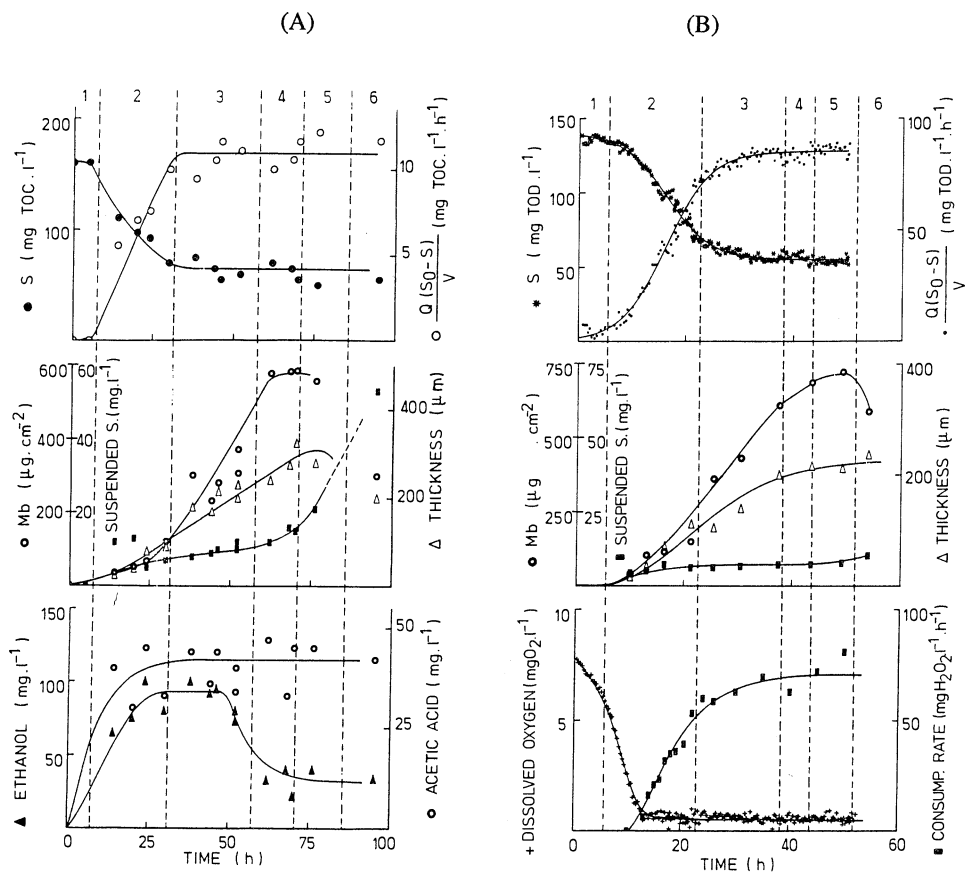 (A)
(B)
1 2 3 4 5 6
200
100
● S (mg TOC. l⁻¹)
10
5
○ Q(S₀-S) / V (mg TOC. l⁻¹. h⁻¹)
1 2 3 4 5 6
150
100
50
* S (mg TOD. l⁻¹)
100
50
• Q(S₀-S) / V (mg TOD. l⁻¹. h⁻¹)
600
400
200
○ Mb (µg. cm⁻²)
60
40
20
SUSPENDED S. (mg. l⁻¹)
400
200
△ THICKNESS (µm)
750
500
250
○ Mb (µg cm⁻²)
75
50
25
■ SUSPENDED S. (mg. l⁻¹)
400
200
△ THICKNESS (µm)
150
100
50
0
▲ ETHANOL (mg. l⁻¹)
50
25
○ ACETIC ACID (mg. l⁻¹)
0 25 50 75 100
TIME (h)
10
5
0
+ DISSOLVED OXYGEN (mgO₂l⁻¹)
100
50
0
■ CONSUMP. RATE (mgH₂O₂l⁻¹. h⁻¹)
0 20 40 60
TIME (h)